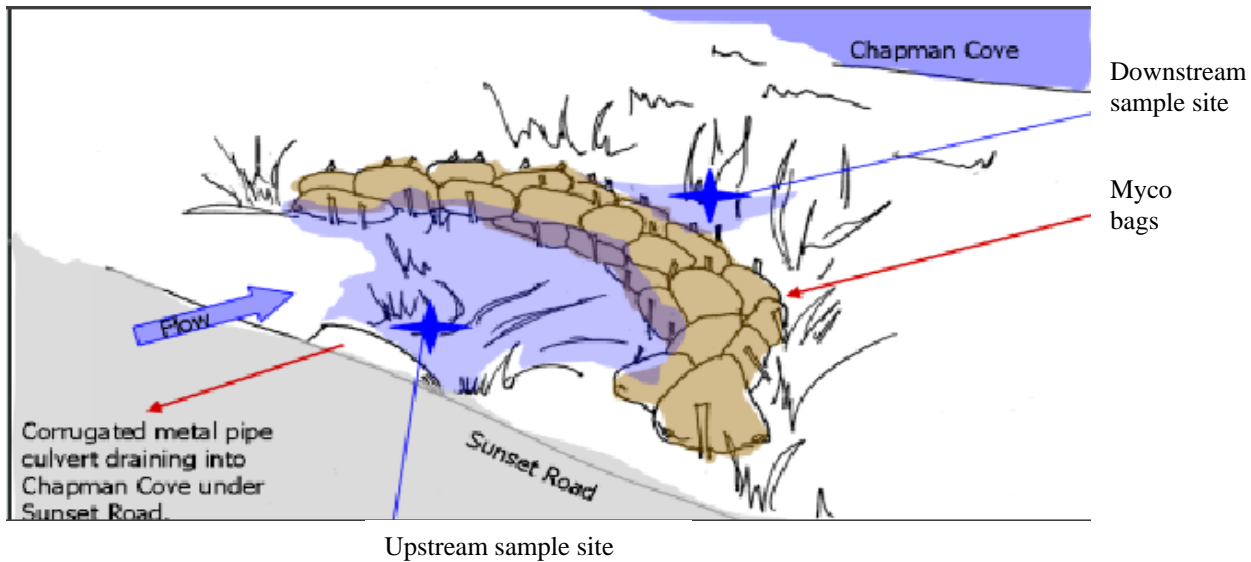 Chapman Cove
Downstream
sample site
Myco
bags
Flow
Corrugated metal pipe
culvert draining into
Chapman Cove under
Sunset Road.
Sunset Road
Upstream sample site